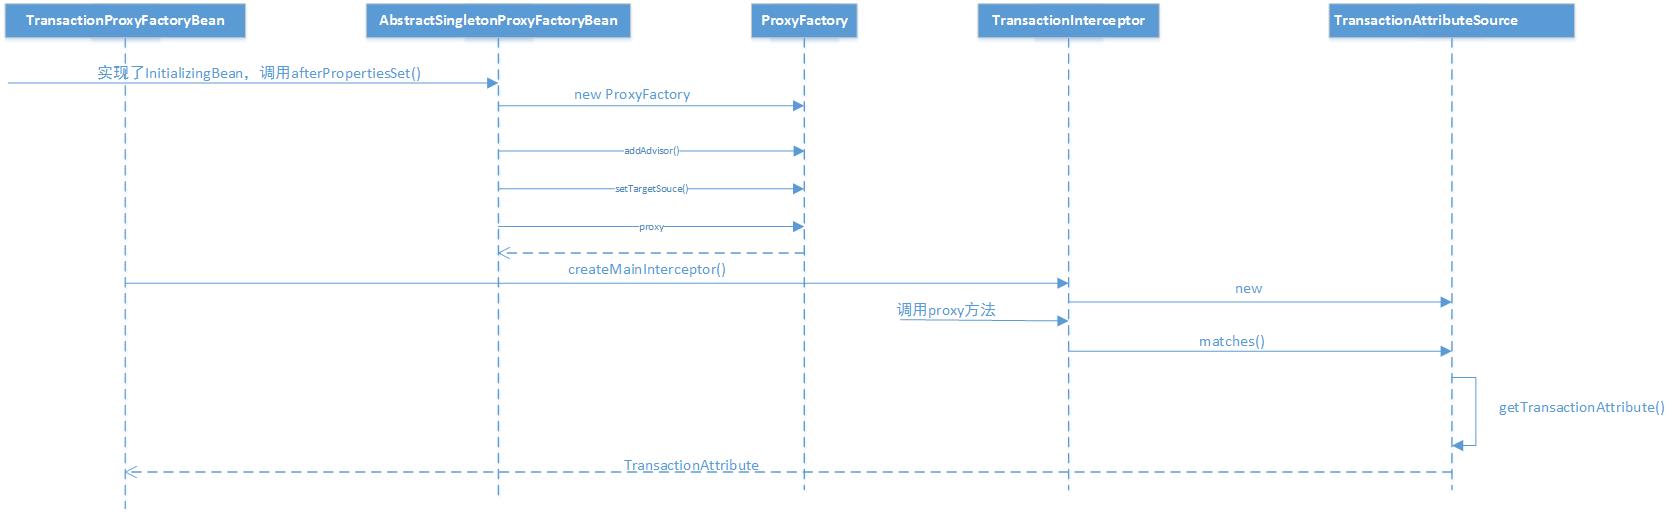 TransactionProxyFactoryBean
AbstractSingletonProxyFactoryBean
ProxyFactory
TransactionInterceptor
TransactionAttributeSource
实现了InitializingBean，调用afterPropertiesSet()
new ProxyFactory
addAdvisor()
setTargetSouce()
proxy
createMainInterceptor()
new
调用proxy方法
matches()
getTransactionAttribute()
TransactionAttribute